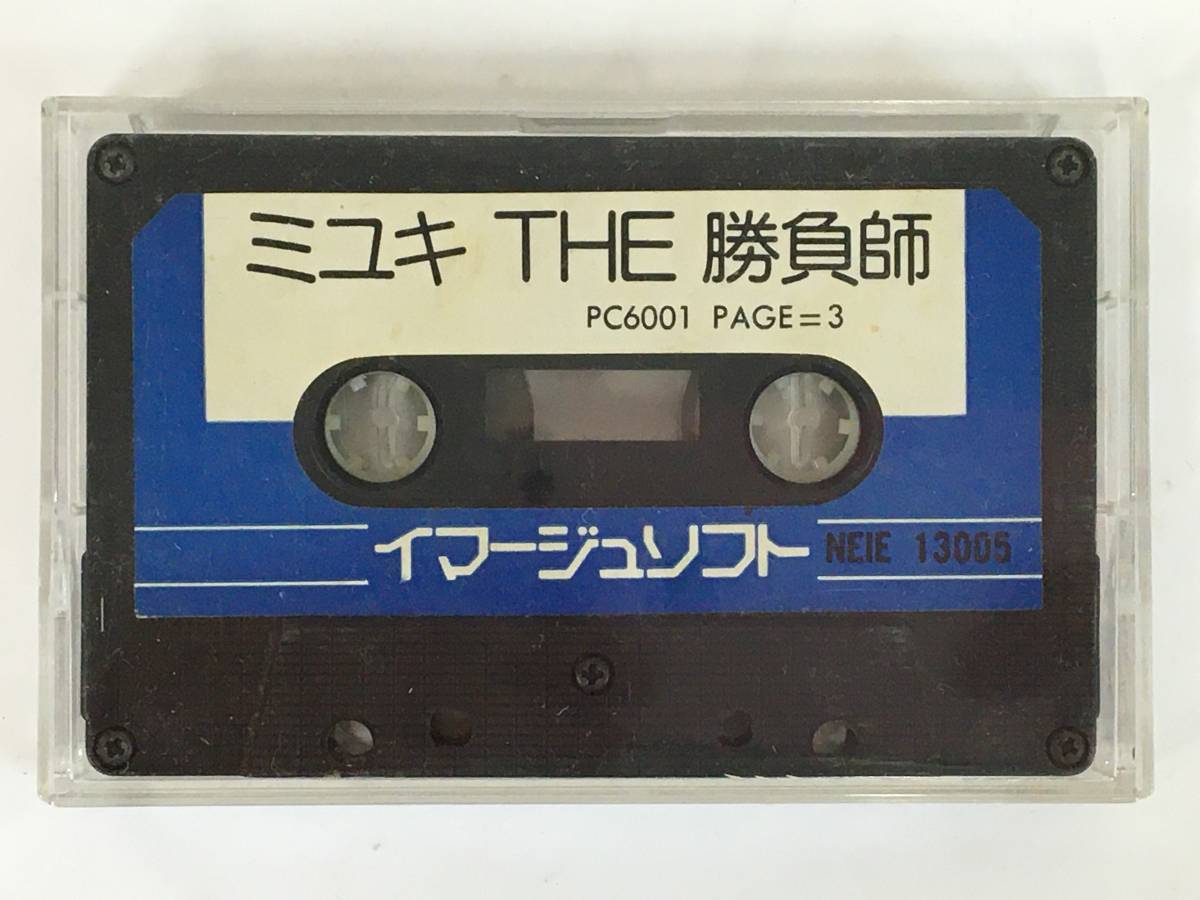 ミユキ THE 勝負師
PC6001 PAGE=3
イマージュソフト NEIE 13005